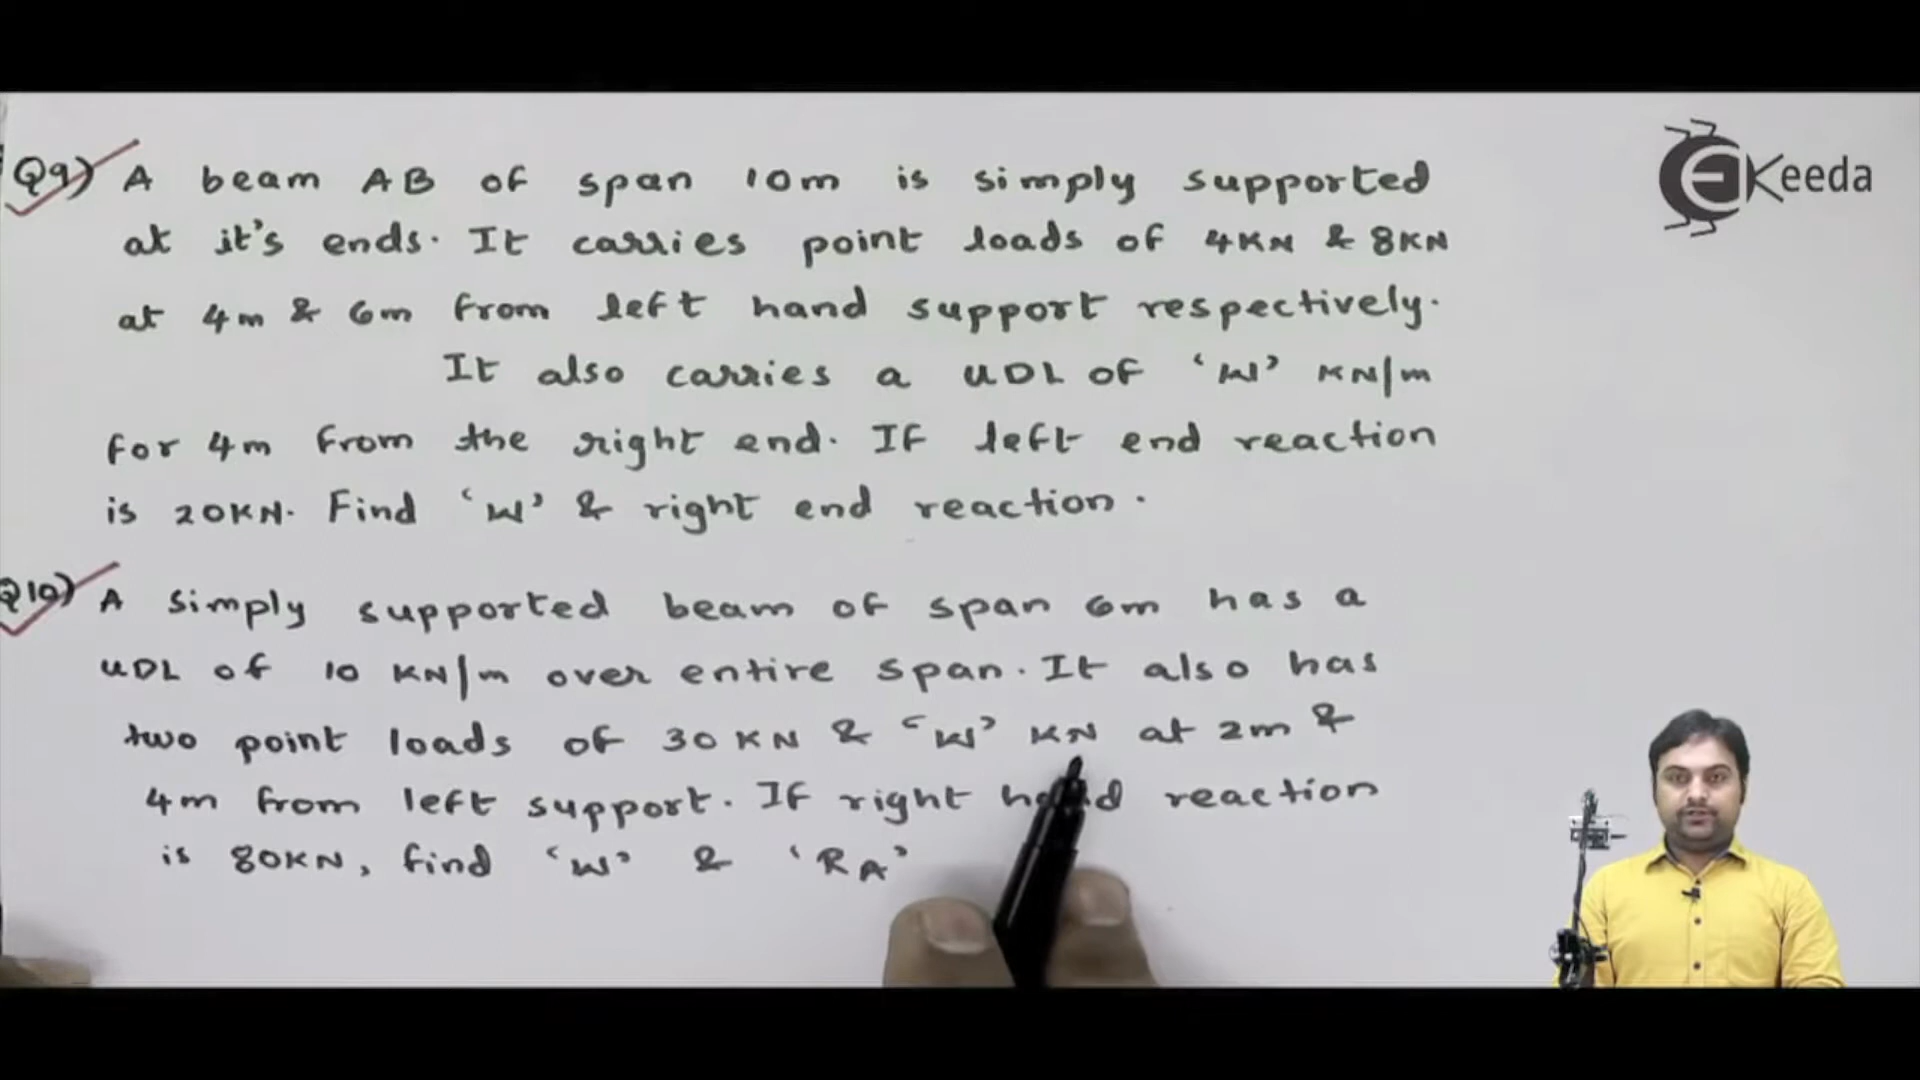 Q9) A beam AB of span 10m is simply supported
at it's ends. It carries point loads of 4KN & 8KN
at 4m & 6m from left hand support respectively.
It also carries a UDL of 'W' KN/m
for 4m from the right end. If left end reaction
is 20KN. Find 'W' & right end reaction.
Q10) A simply supported beam of span 6m has a
UDL of 10 KN/m over entire span. It also has
two point loads of 30 KN & 'W' KN at 2m &
4m from left support. If right hand reaction
is 80KN, find 'W' & 'RA'
EKeeda